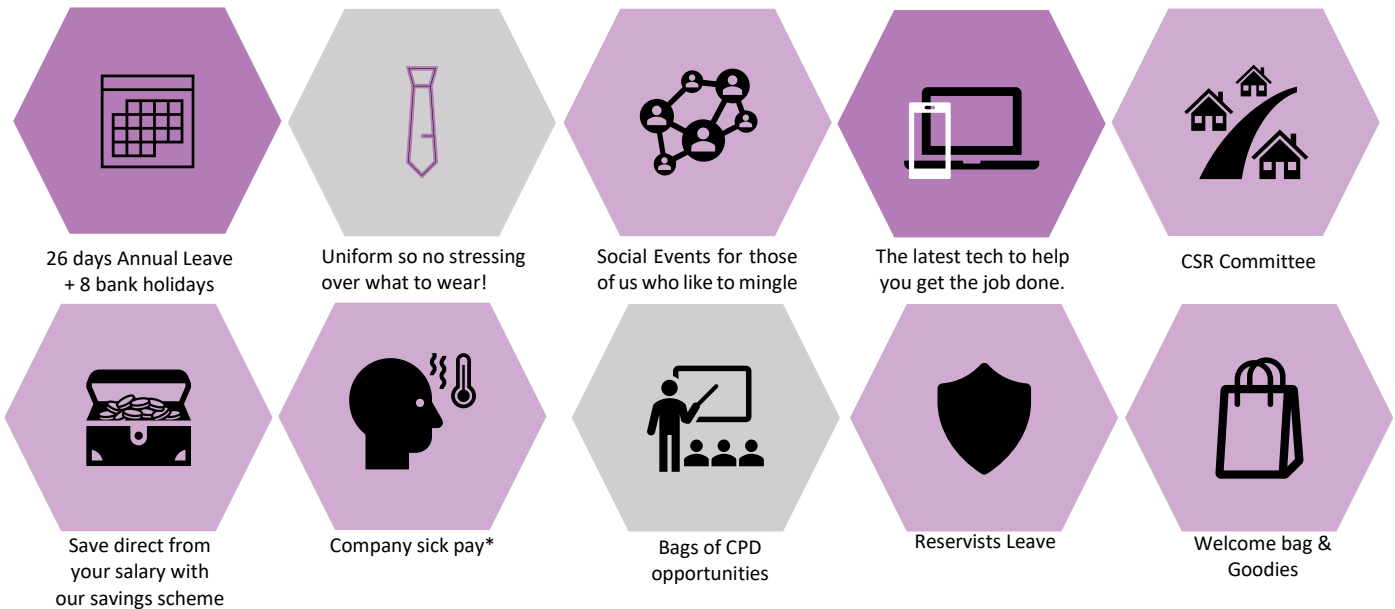 26 days Annual Leave
+ 8 bank holidays
Uniform so no stressing
over what to wear!
Social Events for those
of us who like to mingle
The latest tech to help
you get the job done.
CSR Committee
Save direct from
your salary with
our savings scheme
Company sick pay*
Bags of CPD
opportunities
Reservists Leave
Welcome bag &
Goodies